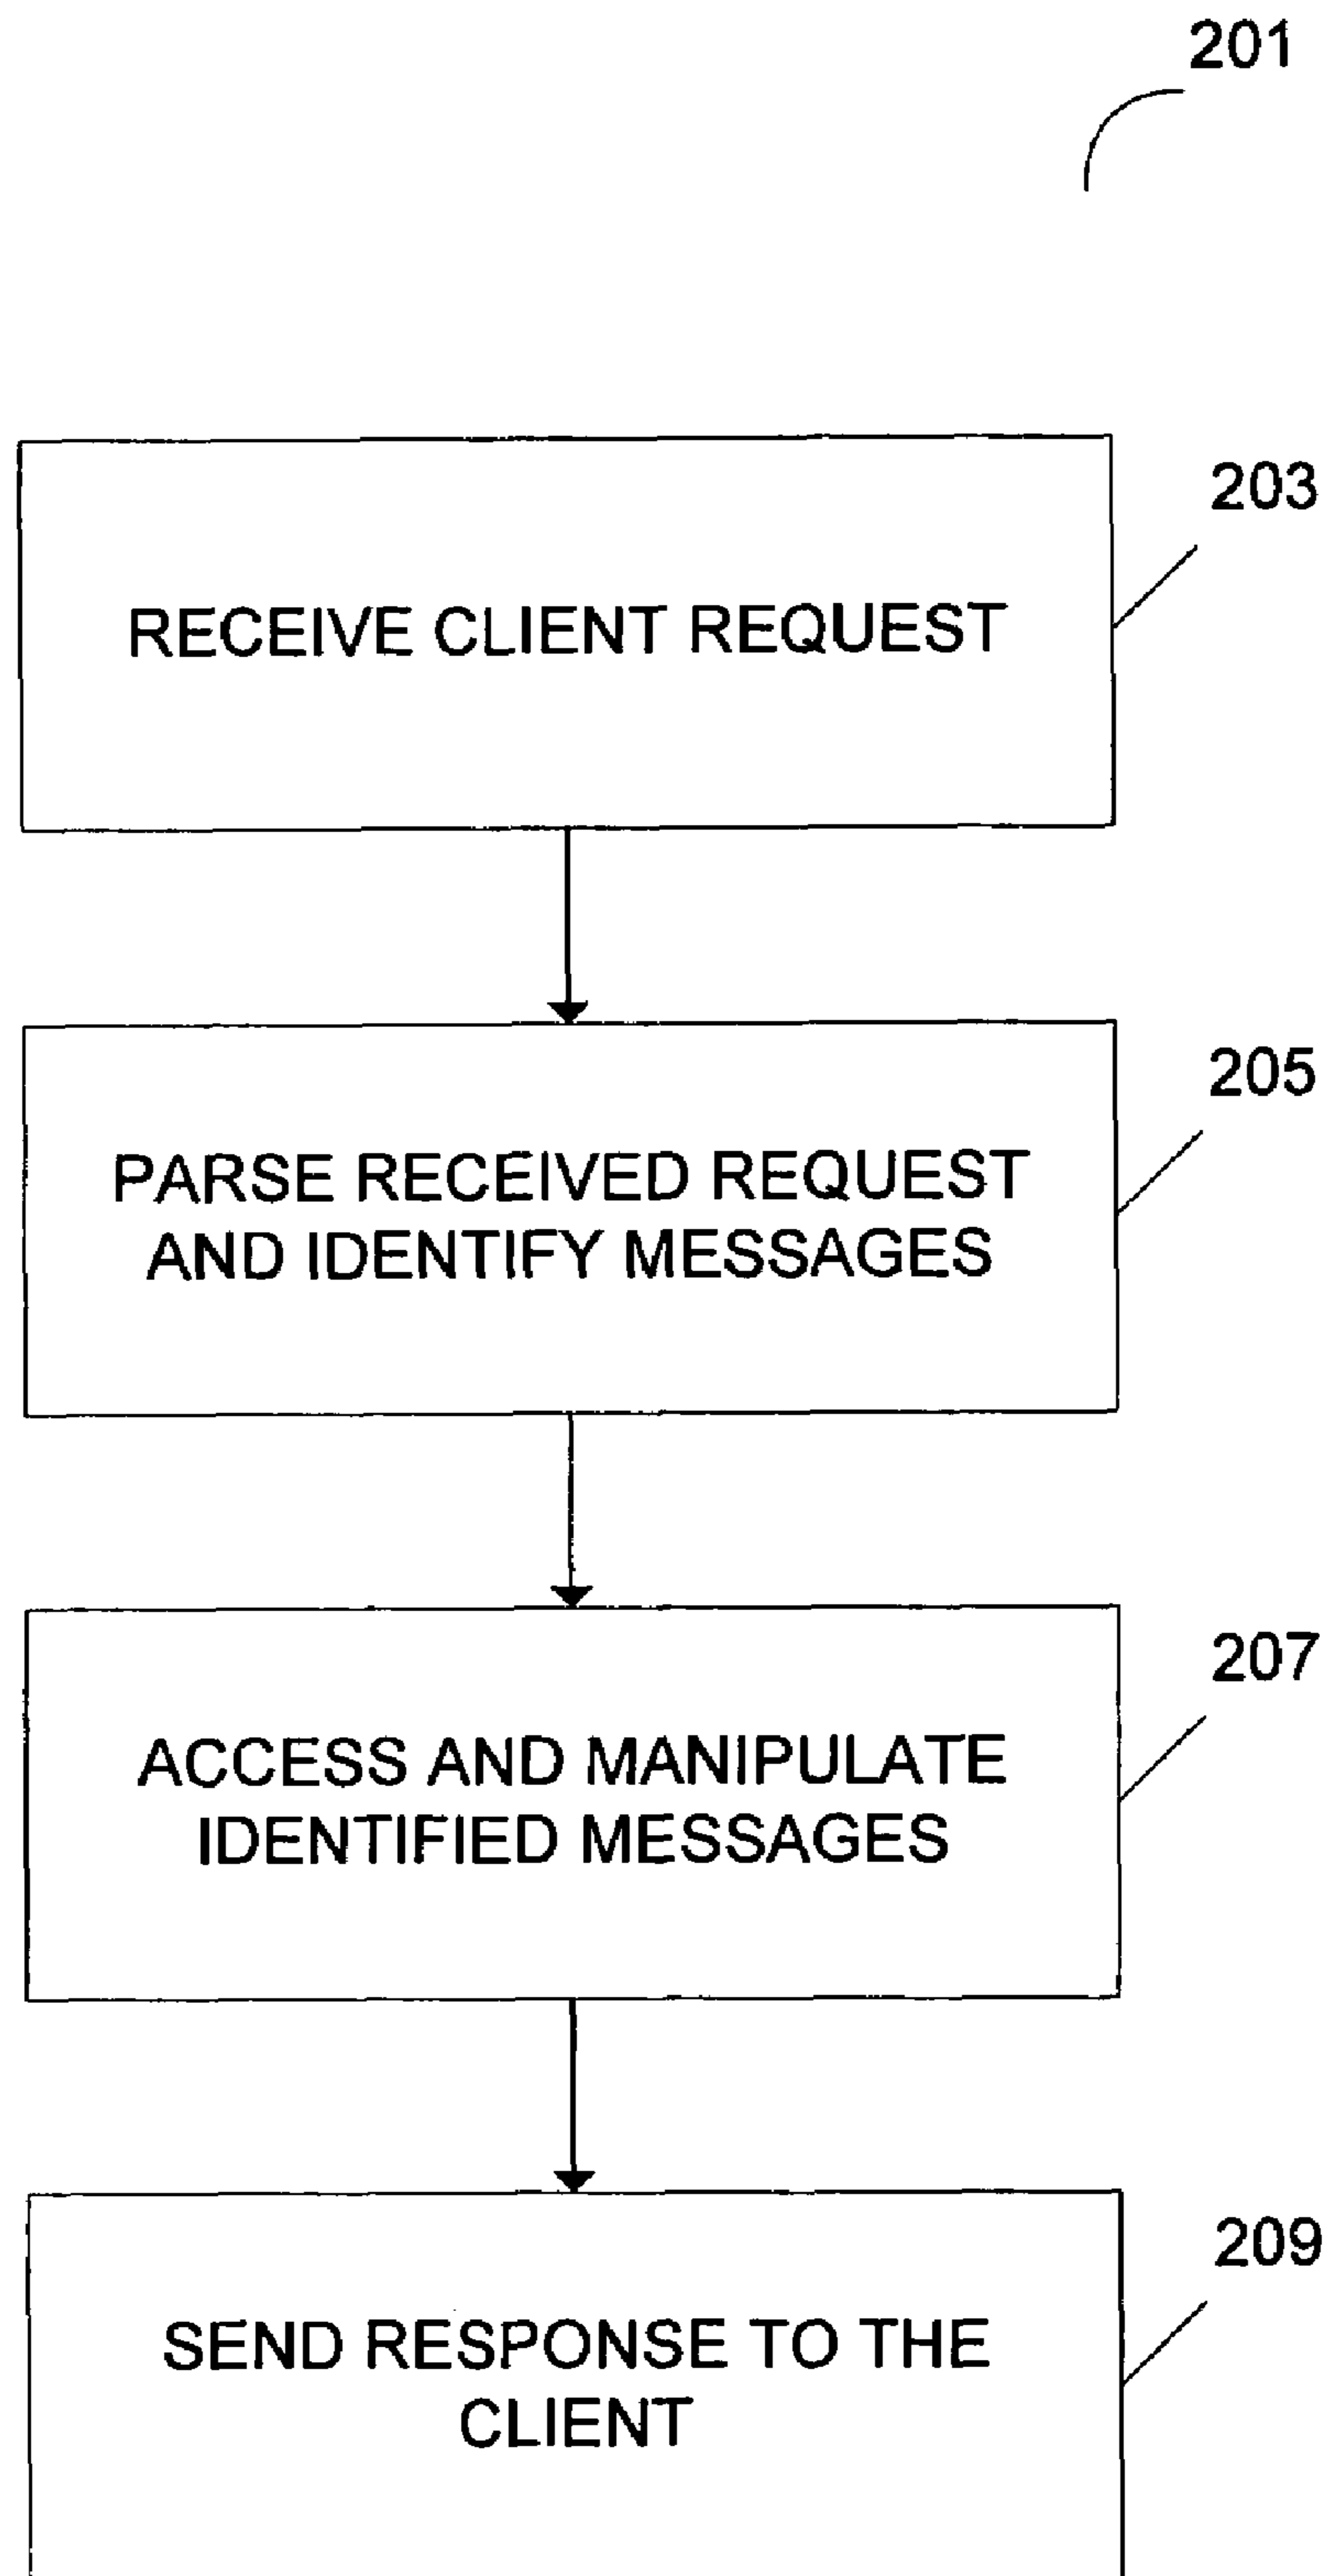 201
203
RECEIVE CLIENT REQUEST
205
PARSE RECEIVED REQUEST
AND IDENTIFY MESSAGES
207
ACCESS AND MANIPULATE
IDENTIFIED MESSAGES
209
SEND RESPONSE TO THE
CLIENT